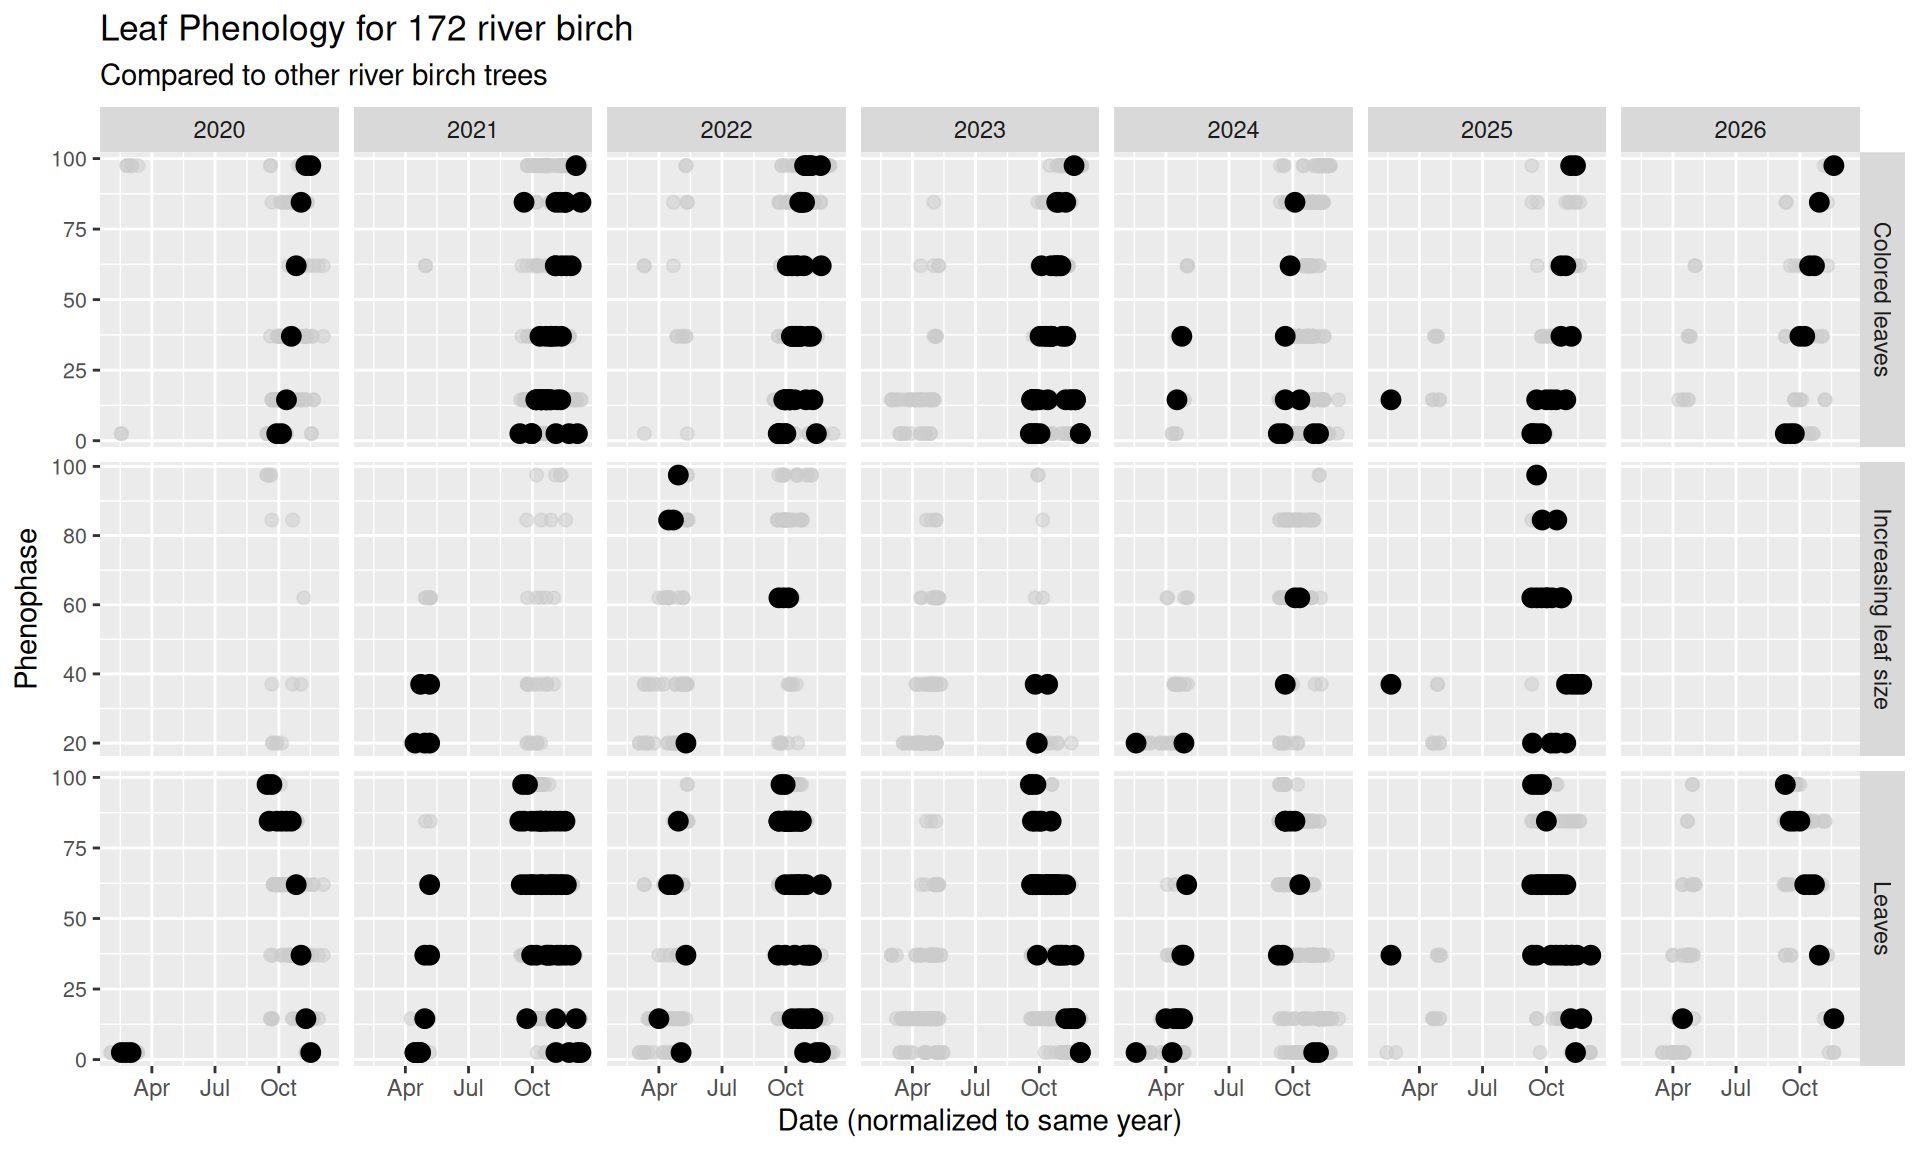 Leaf Phenology for 172 river birch
Compared to other river birch trees
2020 2021 2022 2023 2024 2025 2026
100
75
50
25
0
Colored leaves
100
80
60
40
20
Increasing leaf size
100
75
50
25
0
Leaves
Phenophase
Apr Jul Oct Apr Jul Oct Apr Jul Oct Apr Jul Oct Apr Jul Oct Apr Jul Oct Apr Jul Oct
Date (normalized to same year)